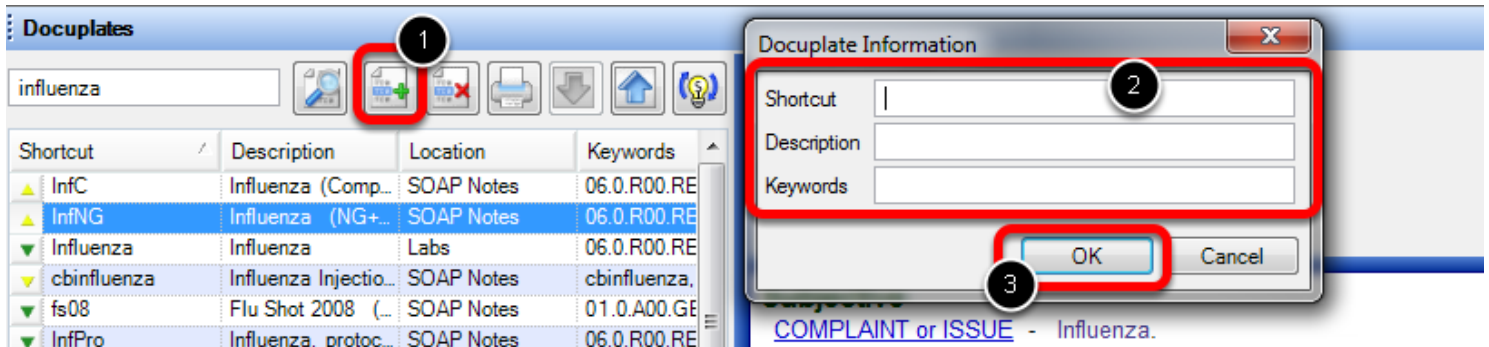 Docuplates
1
influenza
Shortcut Description Location Keywords
InfC Influenza (Comp... SOAP Notes 06.0.R00.RE
InfNG Influenza (NG+... SOAP Notes 06.0.R00.RE
Influenza Influenza Labs 06.0.R00.RE
cbinfluenza Influenza Injectio... SOAP Notes cbinfluenza,
fs08 Flu Shot 2008 (... SOAP Notes 01.0.A00.GE
InfPro Influenza, protoc... SOAP Notes 06.0.R00.RE
Docuplate Information
2
Shortcut
Description
Keywords
OK Cancel
3
COMPLAINT or ISSUE - Influenza.